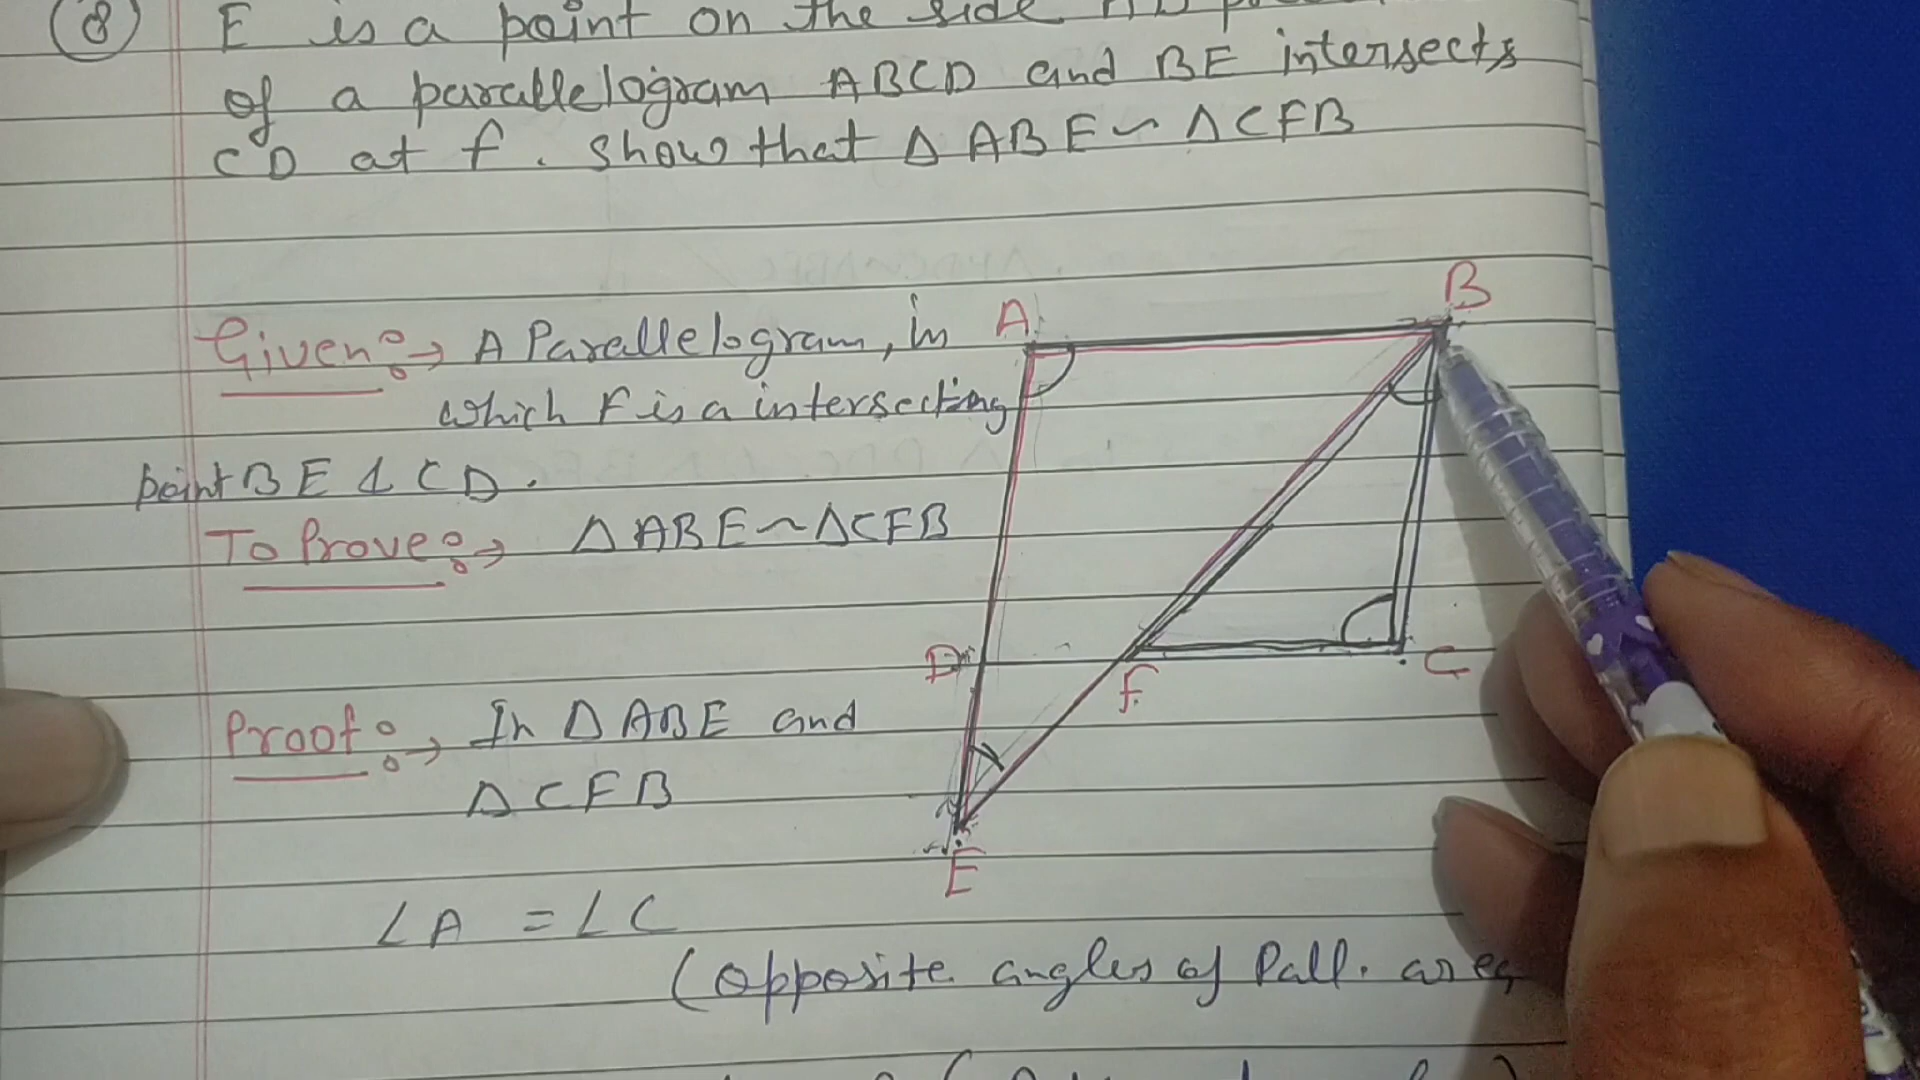 8 E is a point on the side AD
of a parallelogram ABCD and BE intersects
CD at f. Show that Δ ABE ~ Δ CFB
Given:→ A Parallelogram, in
which F is a intersecting
point BE & CD.
To Prove:→ Δ ABE ~ Δ CFB
Proof:→ In Δ ABE and
Δ CFB
∠A = ∠C
(opposite angles of Pall. are eq
A
B
D
f.
C
E